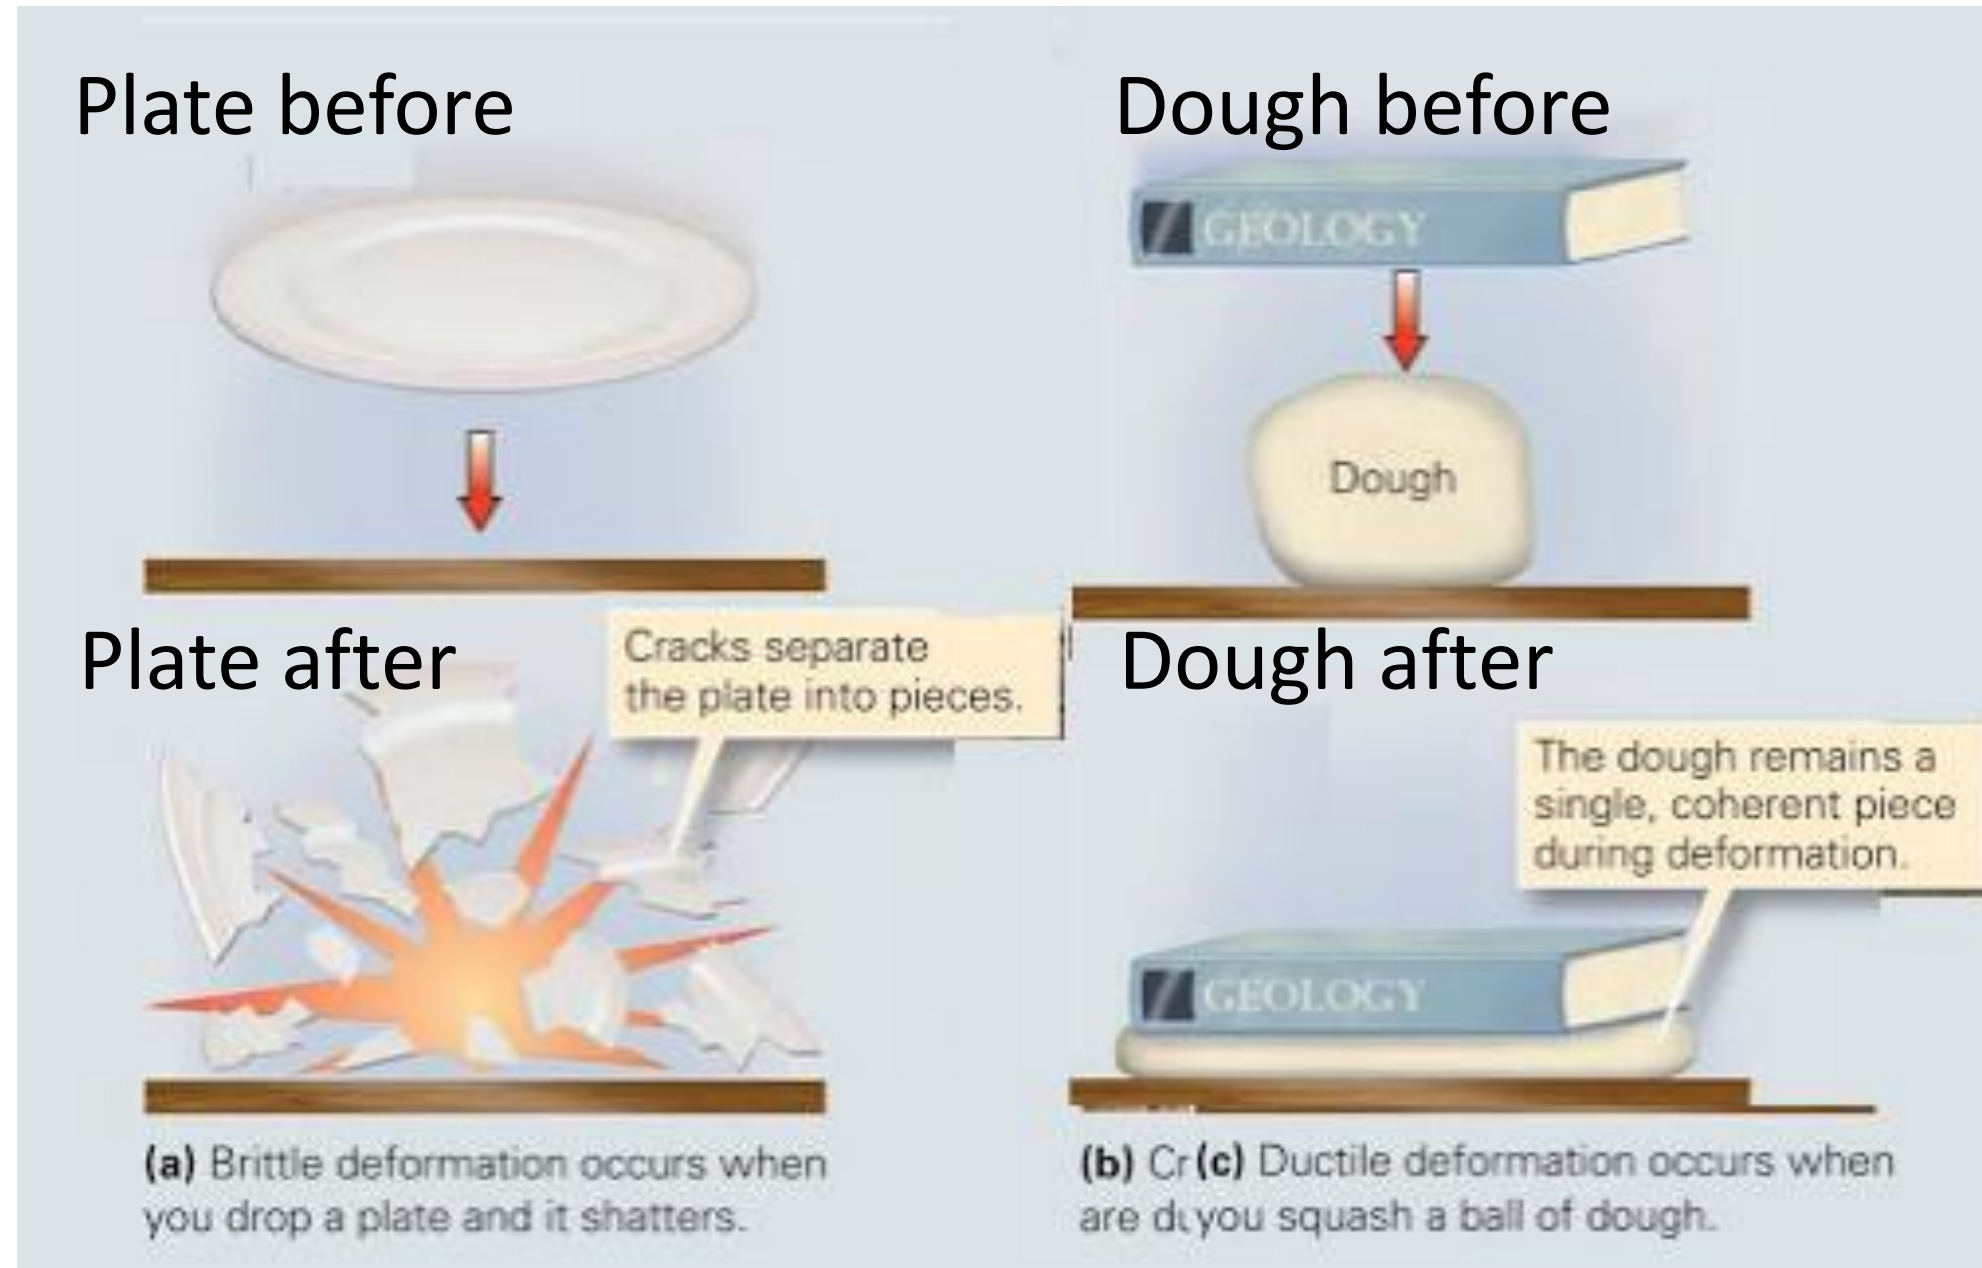 Plate before
Dough before
GEOLOGY
Dough
Plate after
Cracks separate
the plate into pieces.
Dough after
The dough remains a
single, coherent piece
during deformation.
GEOLOGY
(a) Brittle deformation occurs when
you drop a plate and it shatters.
(b) Cr (c) Ductile deformation occurs when
are du you squash a ball of dough.